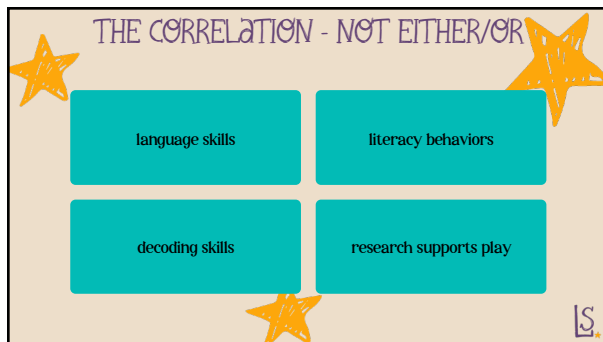 THE CORRELATION - NOT EITHER/OR
language skills
literacy behaviors
decoding skills
research supports play
LS